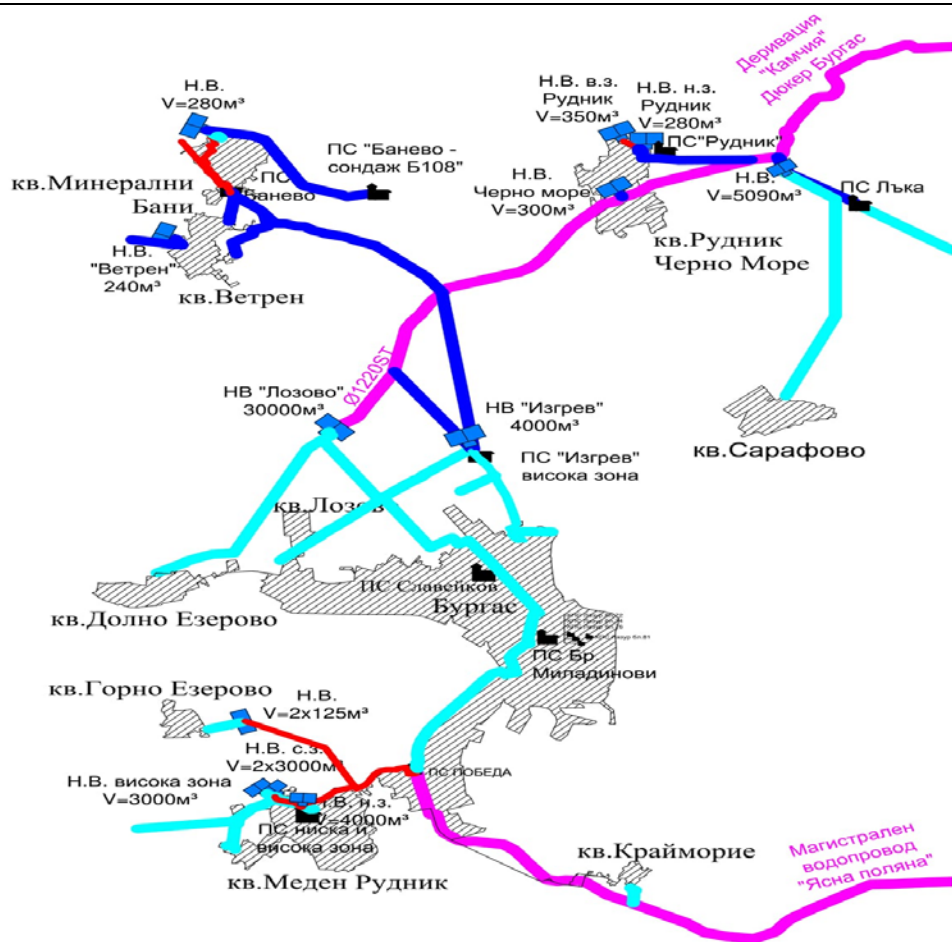 Деривация
"Камчия"
Дюкер Бургас
Н.В.
V=280м³
ПС "Банево -
сондаж Б108"
Н.В. в.з.
Рудник
V=350м³
Н.В. н.з.
Рудник
V=280м³
ПС"Рудник"
кв.Минерални
Бани
ПС
Банево
Н.В.
Черно море
V=300м³
Н.В.
V=5090м³
ПС Лъка
кв.Рудник
Черно Море
Н.В.
"Ветрен"
240м³
кв.Ветрен
Ø1220ST
НВ "Лозово"
30000м³
НВ "Изгрев"
4000м³
ПС "Изгрев"
висока зона
кв.Сарафово
кв.Лозово
ПС Славейков
Бургас
кв.Долно Езерово
ПС Бр.
Миладинови
кв.Горно Езерово
Н.В.
V=2x125м³
Н.В. с.з.
V=2x3000м³
ПС ПОБЕДА
Н.В. висока зона
V=3000м³
Н.В. н.з.
V=4000м³
ПС ниска и
висока зона
кв.Меден Рудник
кв.Крайморие
Магистрален
водопровод
"Ясна поляна"